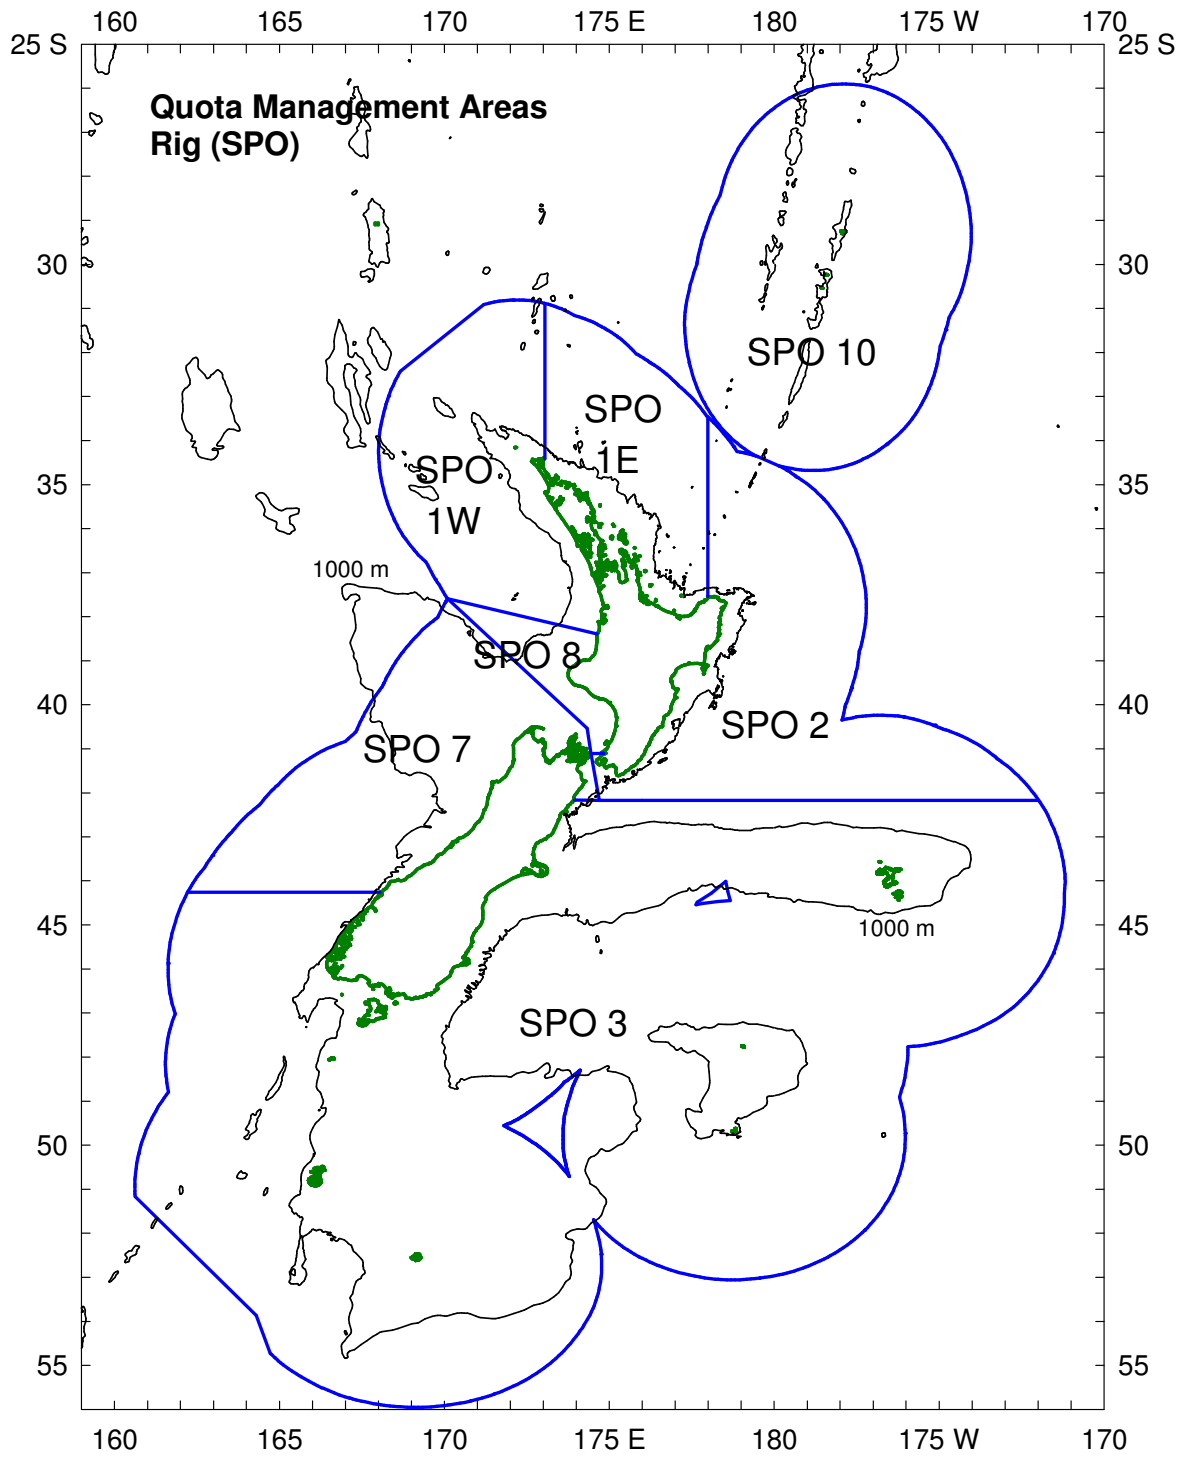 160 165 170 175 E 180 175 W 170
25 S 25 S
Quota Management Areas
Rig (SPO)
30 30
SPO 10
SPO
1E
SPO
1W
35 35
1000 m
SPO 8
40 40
SPO 2
SPO 7
45 45
1000 m
SPO 3
50 50
55 55
160 165 170 175 E 180 175 W 170